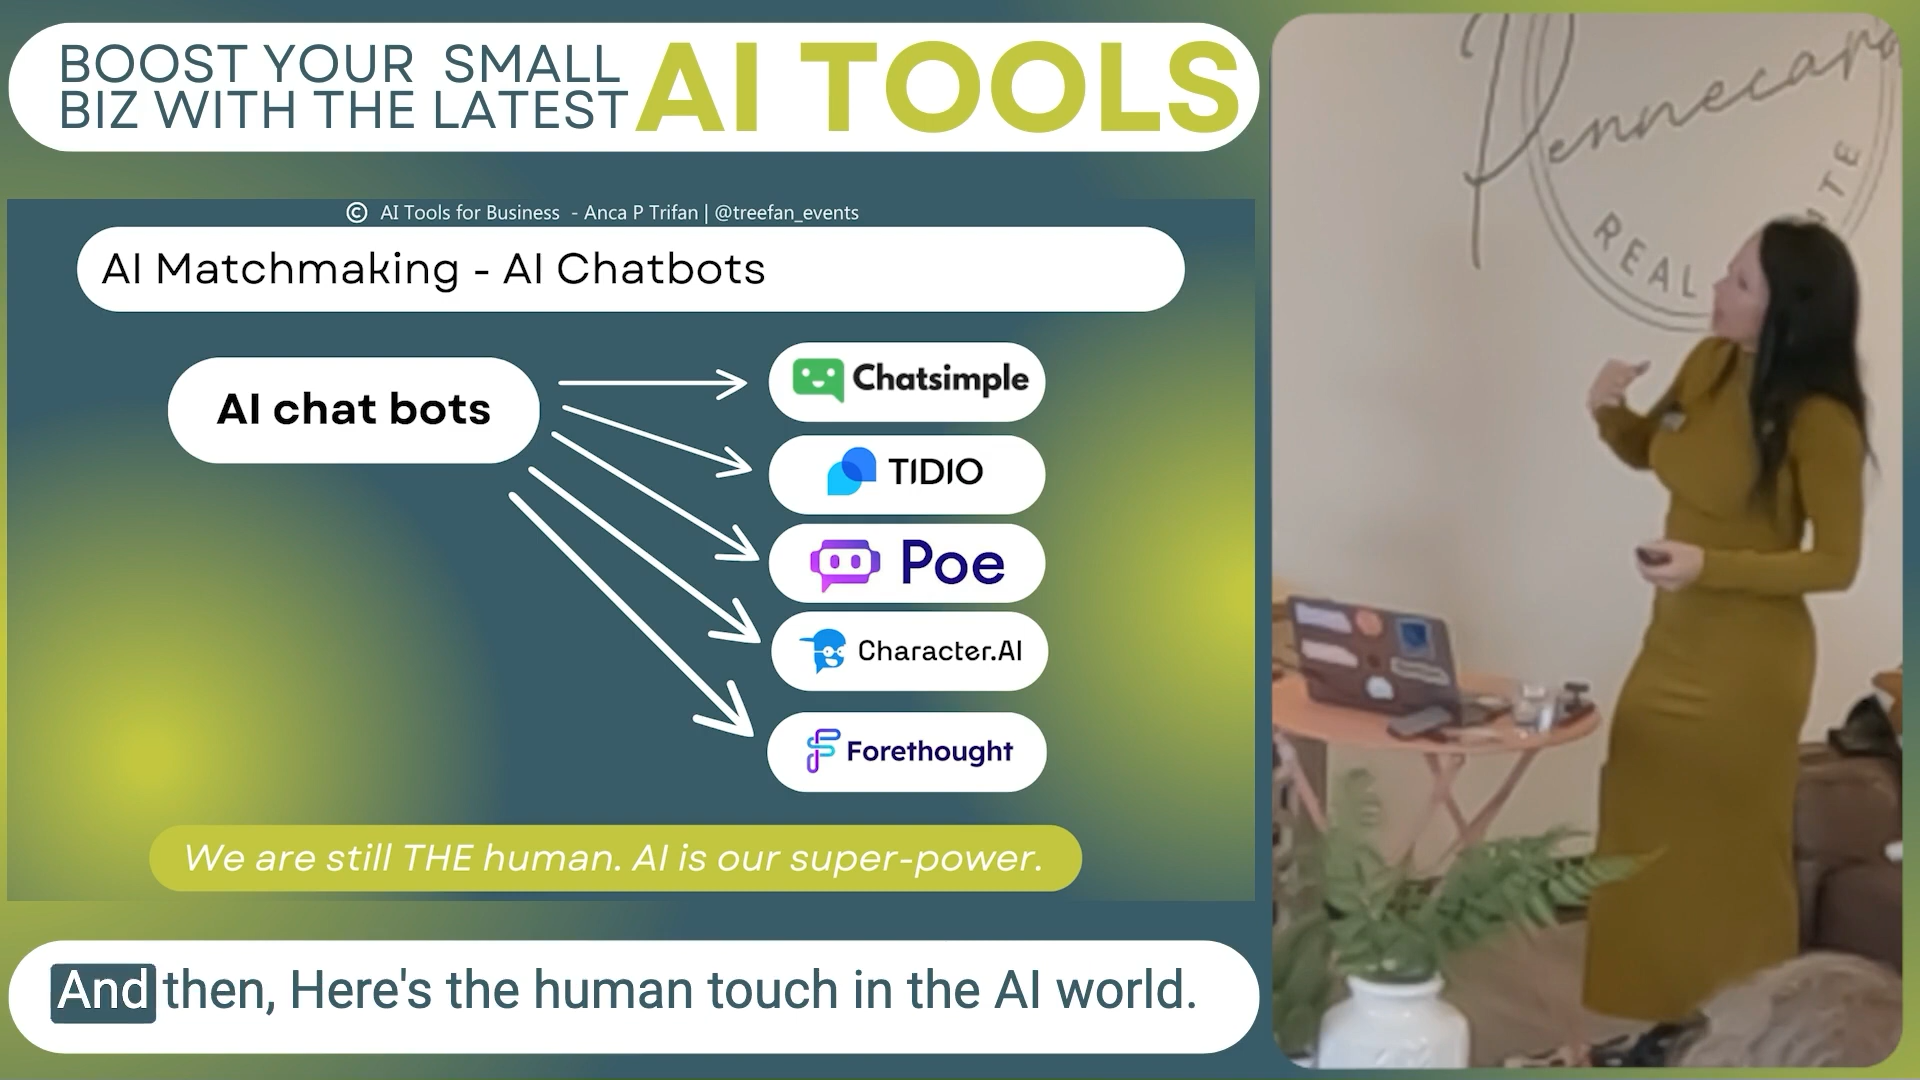 BOOST YOUR SMALL
BIZ WITH THE LATEST
AI TOOLS
© AI Tools for Business - Anca P Trifan | @treefan_events
AI Matchmaking - AI Chatbots
AI chat bots
Chatsimple
TIDIO
Poe
Character.AI
Forethought
We are still THE human. AI is our super-power.
And then, Here's the human touch in the AI world.
REAL